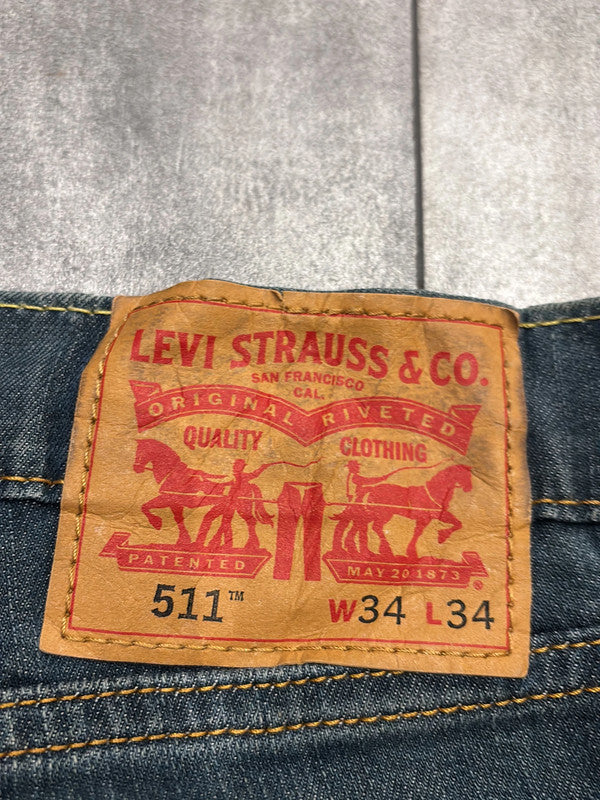 LEVI STRAUSS & CO.
SAN FRANCISCO
CAL.
ORIGINAL RIVETED
QUALITY CLOTHING
PATENTED MAY 20 1873 ®
511™ W34 L34